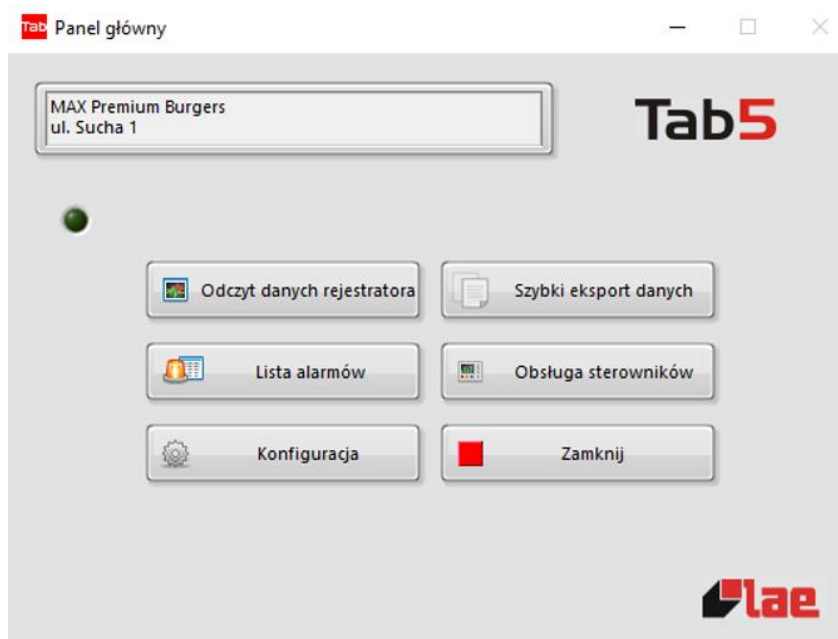 Tab Panel główny
MAX Premium Burgers
ul. Sucha 1
Tab5
Odczyt danych rejestratora
Szybki eksport danych
Lista alarmów
Obsługa sterowników
Konfiguracja
Zamknij
lae